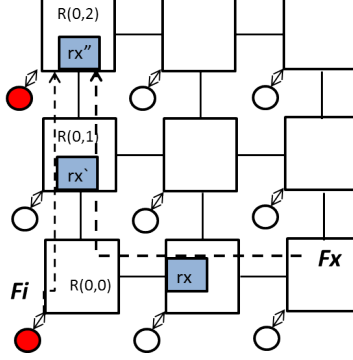 R(0,2)
rx"
R(0,1)
rx`
Fx
rx
Fi
R(0,0)